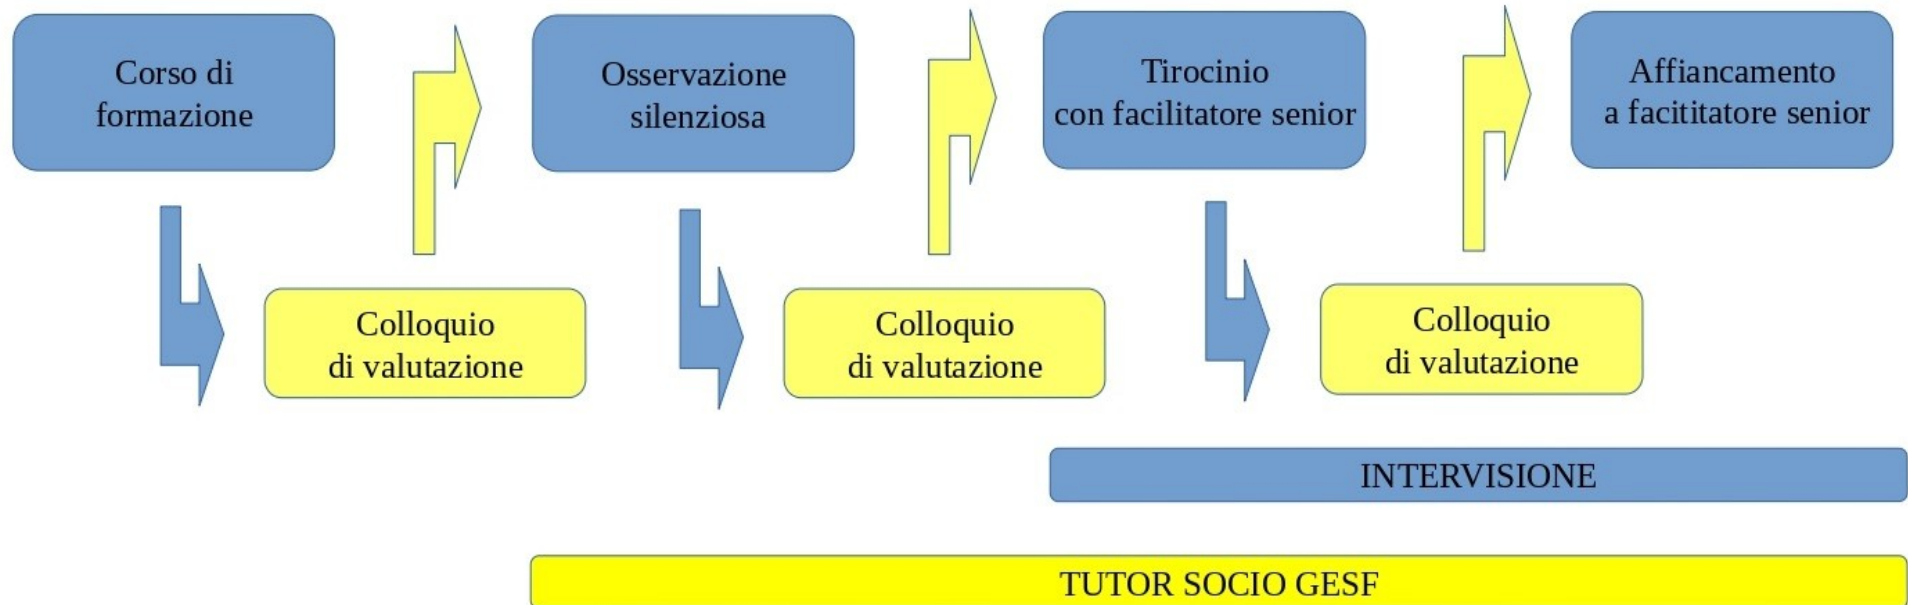 Corso di
formazione
Osservazione
silenziosa
Tirocinio
con facilitatore senior
Affiancamento
a facititatore senior
Colloquio
di valutazione
Colloquio
di valutazione
Colloquio
di valutazione
INTERVISIONE
TUTOR SOCIO GESF